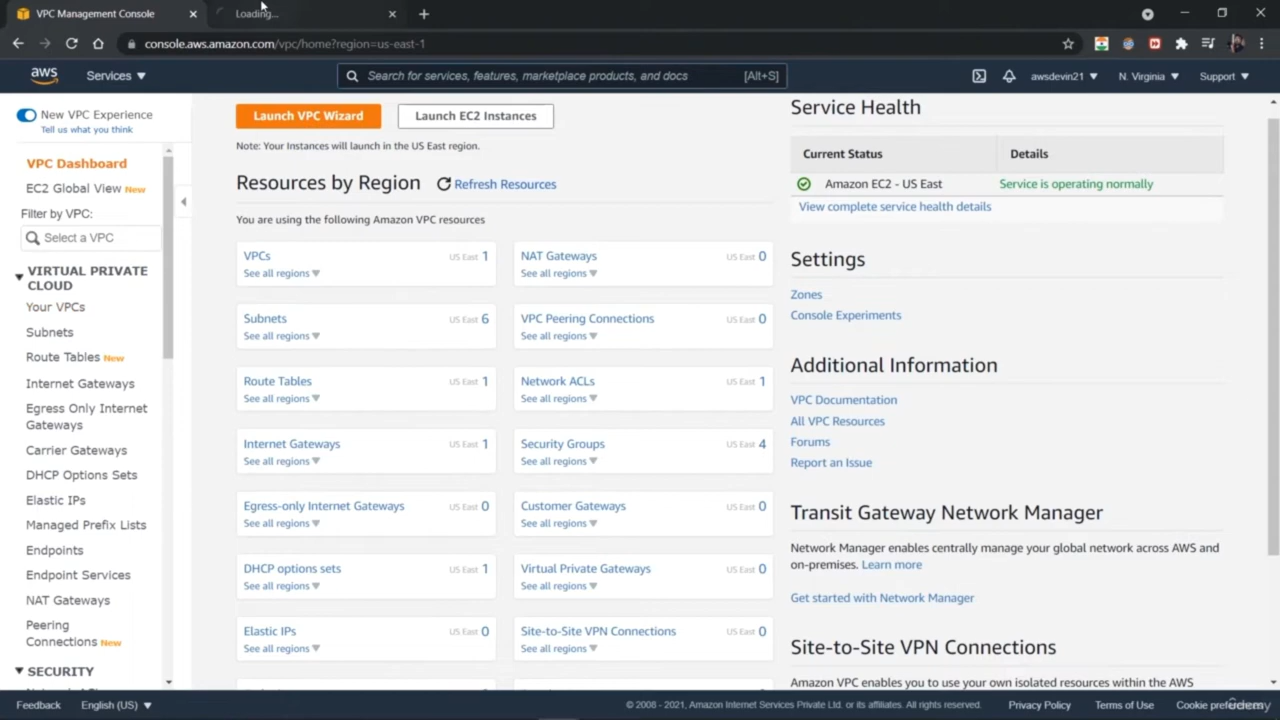 VPC Management Console
Loading...
console.aws.amazon.com/vpc/home?region=us-east-1
aws
Services
Search for services, features, marketplace products, and docs
[Alt+S]
awsdevin21
N. Virginia
Support
New VPC Experience
Tell us what you think
VPC Dashboard
EC2 Global View New
Filter by VPC:
Select a VPC
VIRTUAL PRIVATE
CLOUD
Your VPCs
Subnets
Route Tables New
Internet Gateways
Egress Only Internet
Gateways
Carrier Gateways
DHCP Options Sets
Elastic IPs
Managed Prefix Lists
Endpoints
Endpoint Services
NAT Gateways
Peering
Connections New
SECURITY
Launch VPC Wizard
Launch EC2 Instances
Note: Your Instances will launch in the US East region.
Resources by Region
Refresh Resources
You are using the following Amazon VPC resources
VPCs US East 1
See all regions
NAT Gateways US East 0
See all regions
Subnets US East 6
See all regions
VPC Peering Connections US East 0
See all regions
Route Tables US East 1
See all regions
Network ACLs US East 1
See all regions
Internet Gateways US East 1
See all regions
Security Groups US East 4
See all regions
Egress-only Internet Gateways US East 0
See all regions
Customer Gateways US East 0
See all regions
DHCP options sets US East 1
See all regions
Virtual Private Gateways US East 0
See all regions
Elastic IPs US East 0
See all regions
Site-to-Site VPN Connections US East 0
See all regions
Service Health
Current Status
Details
Amazon EC2 - US East
Service is operating normally
View complete service health details
Settings
Zones
Console Experiments
Additional Information
VPC Documentation
All VPC Resources
Forums
Report an Issue
Transit Gateway Network Manager
Network Manager enables centrally manage your global network across AWS and
on-premises. Learn more
Get started with Network Manager
Site-to-Site VPN Connections
Amazon VPC enables you to use your own isolated resources within the AWS
Feedback
English (US)
© 2008 - 2021, Amazon Internet Services Private Ltd. or its affiliates. All rights reserved.
Privacy Policy
Terms of Use
Cookie preferences
Udemy